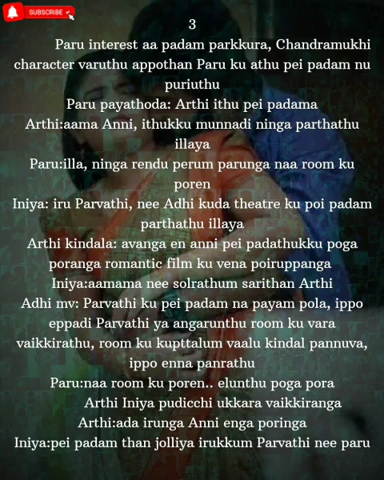 SUBSCRIBE
3
Paru interest aa padam parkkura, Chandramukhi
character varuthu appothan Paru ku athu pei padam nu
puriuthu
Paru payathoda: Arthi ithu pei padama
Arthi:aama Anni, ithukku munnadi ninga parthathu
illaya
Paru:illa, ninga rendu perum parunga naa room ku
poren
Iniya: iru Parvathi, nee Adhi kuda theatre ku poi padam
parthathu illaya
Arthi kindala: avanga en anni pei padathukku poga
poranga romantic film ku vena poiruppanga
Iniya:aamama nee solrathum sarithan Arthi
Adhi mv: Parvathi ku pei padam na payam pola, ippo
eppadi Parvathi ya angarunthu room ku vara
vaikkirathu, room ku kupttalum vaalu kindal pannuva,
ippo enna panrathu
Paru:naa room ku poren.. elunthu poga pora
Arthi Iniya pudicchi ukkara vaikkiranga
Arthi:ada irunga Anni enga poringa
Iniya:pei padam than jolliya irukkum Parvathi nee paru